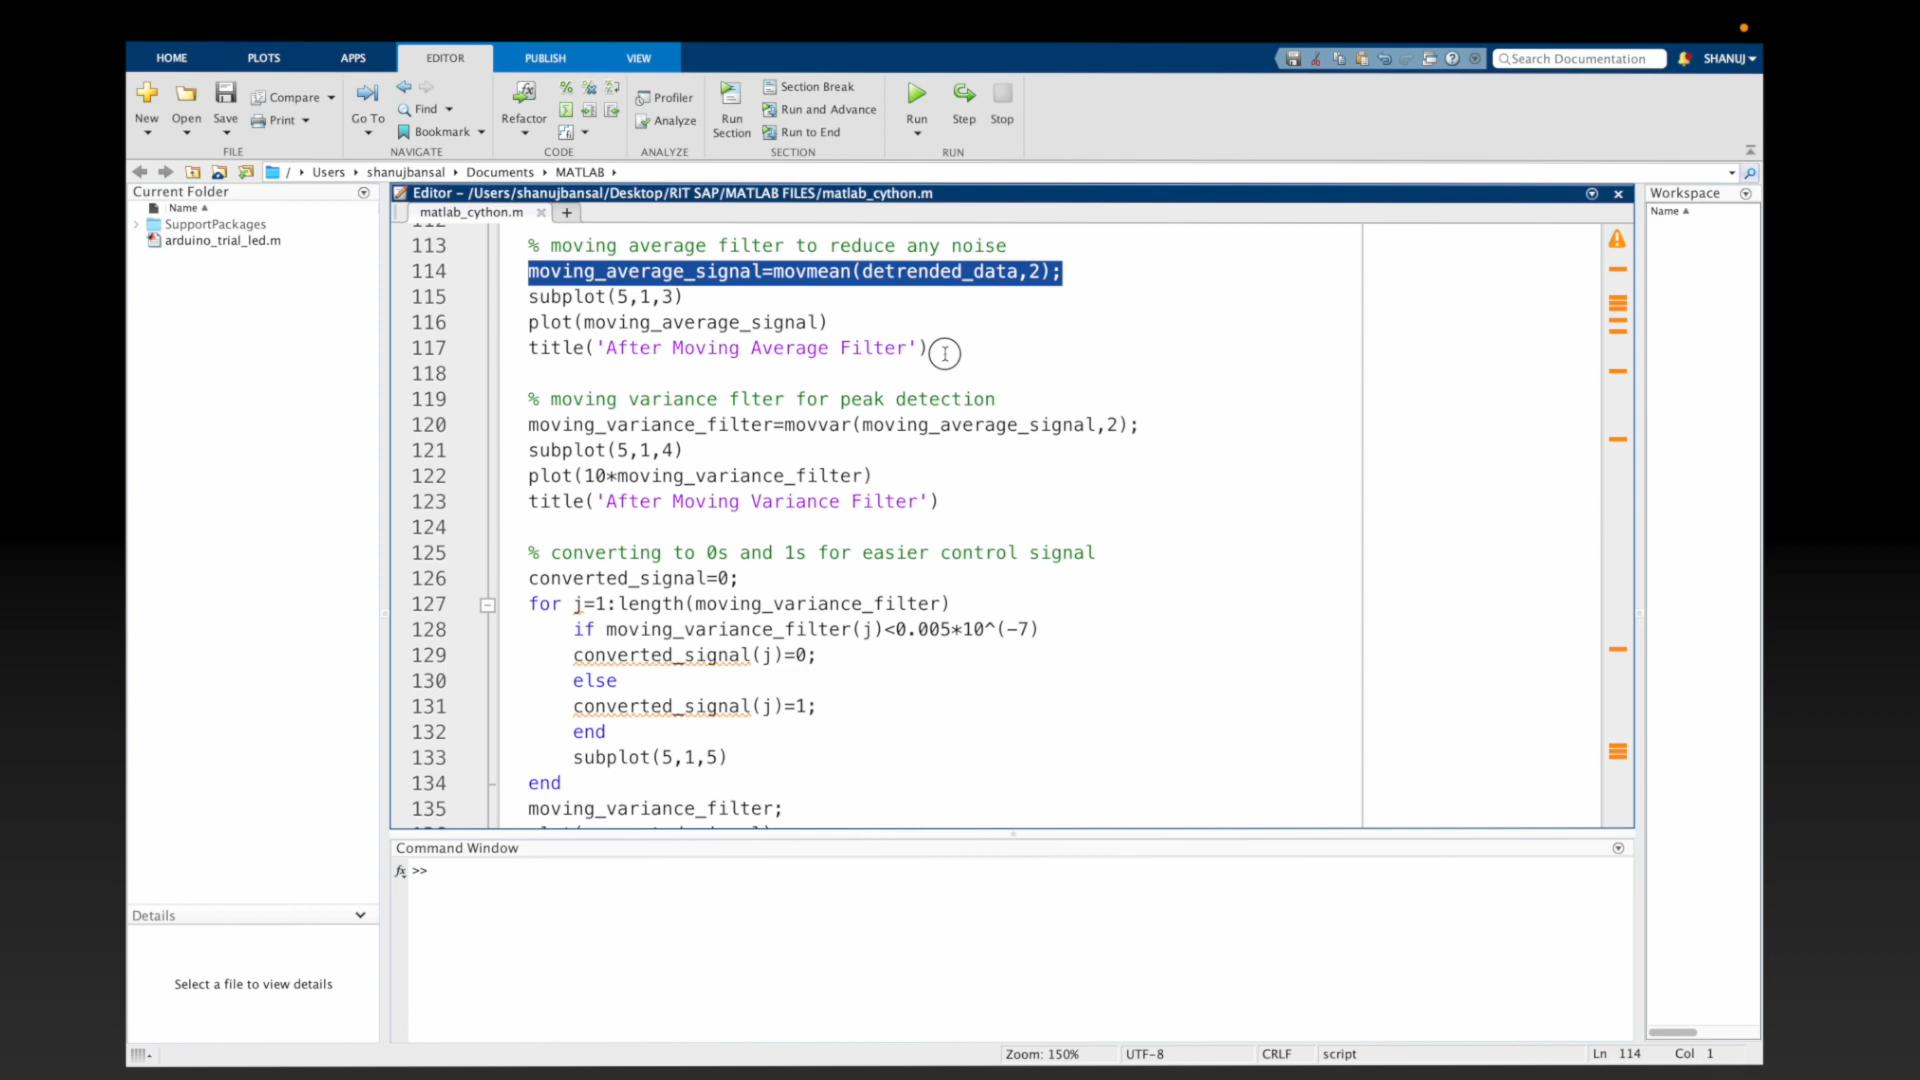 HOME PLOTS APPS EDITOR PUBLISH VIEW Search Documentation SHANUJ
New Open Save Compare Print FILE
Go To Find Bookmark NAVIGATE
Refactor CODE
Profiler Analyze ANALYZE
Run Section Section Break Run and Advance Run to End SECTION
Run Step Stop RUN
/ Users shanujbansal Documents MATLAB
Current Folder
Name
SupportPackages
arduino_trial_led.m
Details
Select a file to view details
Editor – /Users/shanujbansal/Desktop/RIT SAP/MATLAB FILES/matlab_cython.m
matlab_cython.m
113 % moving average filter to reduce any noise
114 moving_average_signal=movmean(detrended_data,2);
115 subplot(5,1,3)
116 plot(moving_average_signal)
117 title('After Moving Average Filter')
118
119 % moving variance flter for peak detection
120 moving_variance_filter=movvar(moving_average_signal,2);
121 subplot(5,1,4)
122 plot(10*moving_variance_filter)
123 title('After Moving Variance Filter')
124
125 % converting to 0s and 1s for easier control signal
126 converted_signal=0;
127 for j=1:length(moving_variance_filter)
128 if moving_variance_filter(j)<0.005*10^(-7)
129 converted_signal(j)=0;
130 else
131 converted_signal(j)=1;
132 end
133 subplot(5,1,5)
134 end
135 moving_variance_filter;
Command Window
fx >>
Workspace
Name
Zoom: 150% UTF-8 CRLF script Ln 114 Col 1